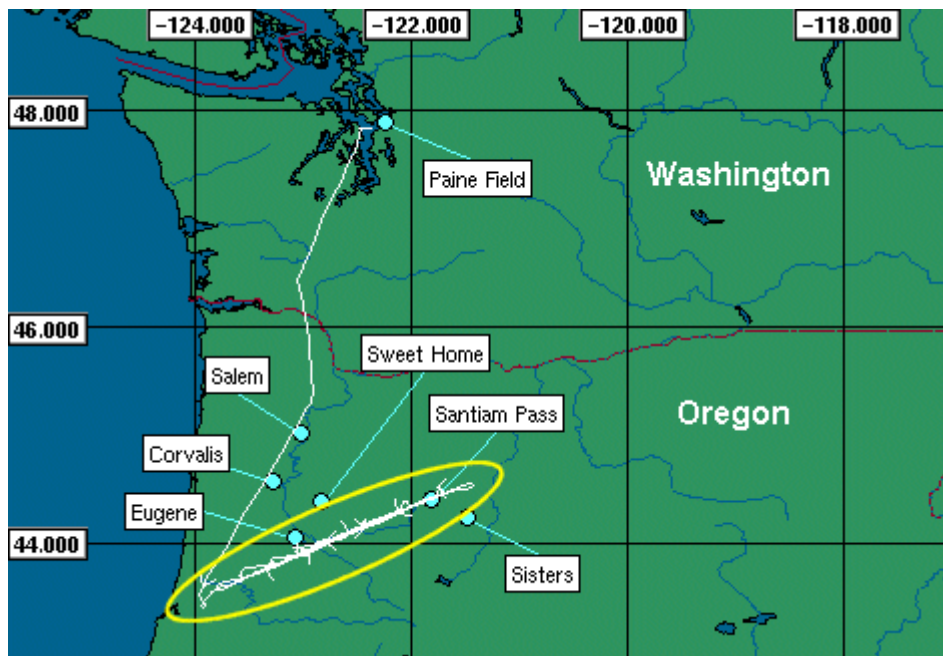 −124.000
−122.000
−120.000
−118.000
48.000
Paine Field
Washington
46.000
Sweet Home
Salem
Santiam Pass
Oregon
Corvalis
Eugene
44.000
Sisters